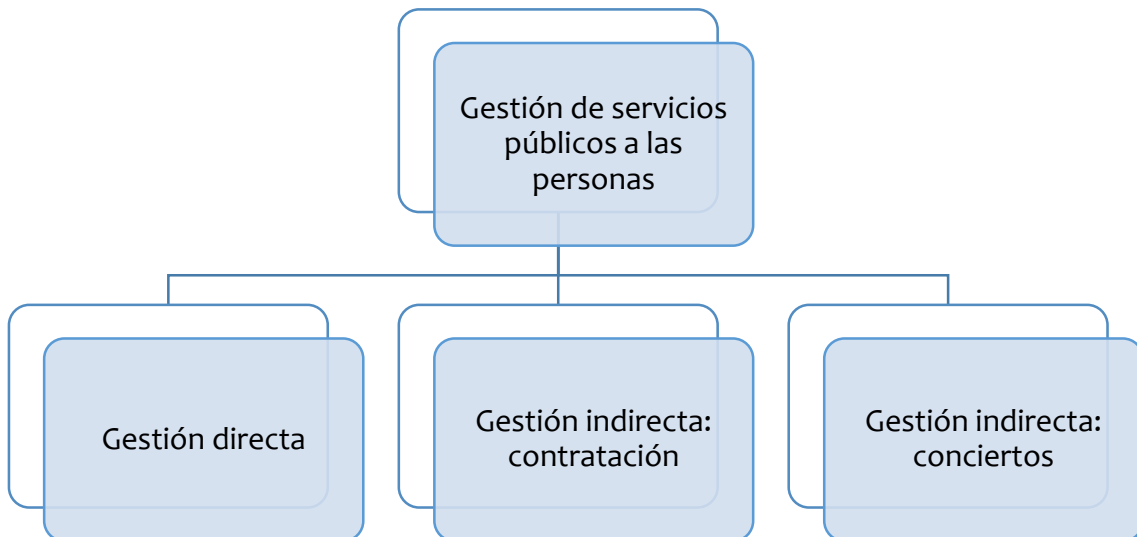 Gestión de servicios
públicos a las
personas
Gestión directa
Gestión indirecta:
contratación
Gestión indirecta:
conciertos